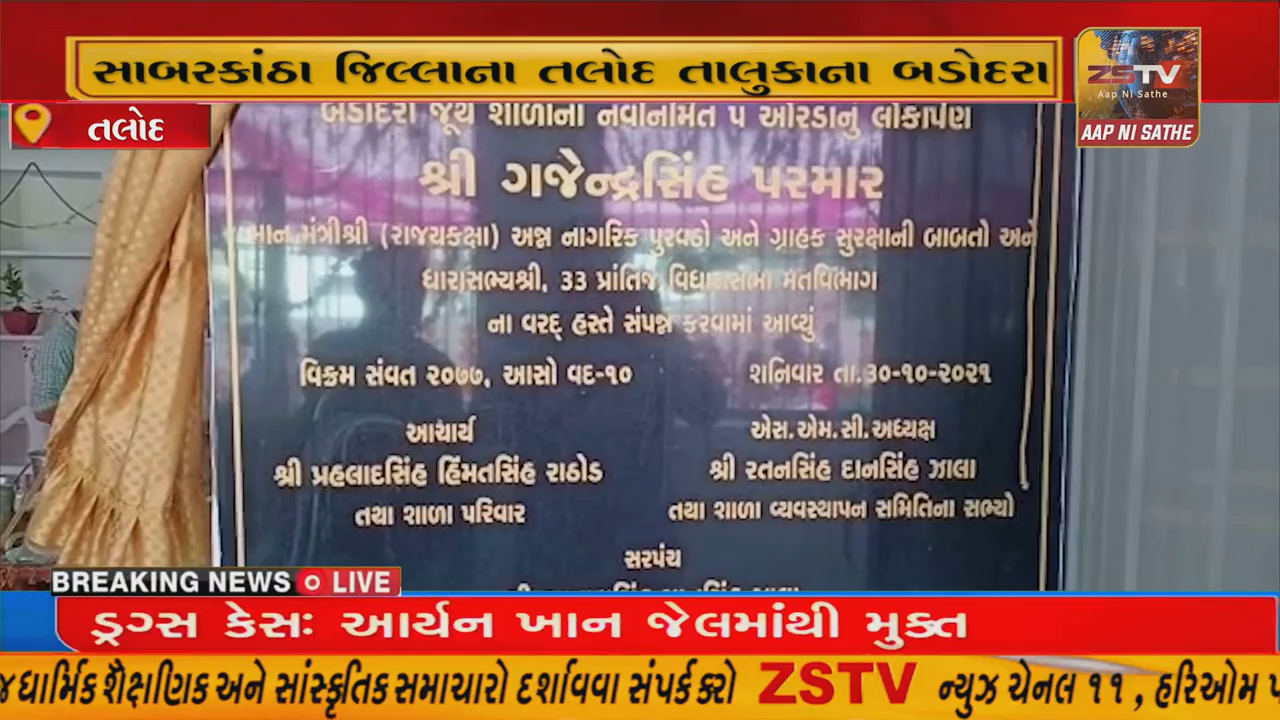 સાબરકાંઠા જિલ્લાના તલોદ તાલુકાના બડોદરા
ZSTV
Aap Ni Sathe
AAP NI SATHE
તલોદ
બડોદરા જૂથ શાળાના નવીનિર્મિત ૫ ઓરડાનું લોકાર્પણ
શ્રી ગજેન્દ્રસિંહ પરમાર
મંત્રીશ્રી (રાજ્યકક્ષા) અન્ન નાગરિક પુરવઠો અને ગ્રાહક સુરક્ષાની બાબતો અને
ધારાસભ્યશ્રી, 33 પ્રાંતિજ વિધાનસભા મતવિભાગ
ના વરદ્ હસ્તે સંપન્ન કરવામાં આવ્યું
વિક્રમ સંવત ૨૦૭૭, આસો વદ-૧૦
શનિવાર તા.૩૦-૧૦-૨૦૨૧
આચાર્ય
શ્રી પ્રહલાદસિંહ હિંમતસિંહ રાઠોડ
તથા શાળા પરિવાર
એસ.એમ.સી.અધ્યક્ષ
શ્રી રતનસિંહ દાનસિંહ ઝાલા
તથા શાળા વ્યવસ્થાપન સમિતિના સભ્યો
સરપંચ
BREAKING NEWS LIVE
ડ્રગ્સ કેસઃ આર્યન ખાન જેલમાંથી મુક્ત
ધાર્મિક શૈક્ષણિક અને સાંસ્કૃતિક સમાચારો દર્શાવવા સંપર્ક કરો ZSTV ન્યુઝ ચેનલ ૧૧ , હરિઓમ